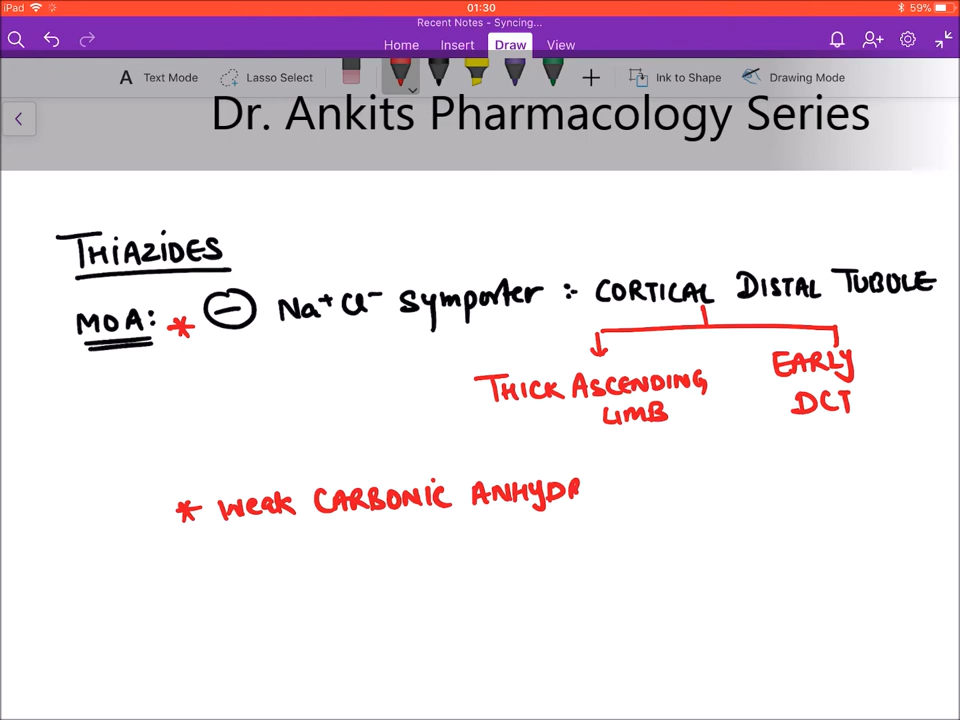 iPad 01:30 59%
Recent Notes - Syncing...
Home Insert Draw View
A Text Mode Lasso Select Ink to Shape Drawing Mode
Dr. Ankits Pharmacology Series
THIAZIDES
MOA: * - Na+ Cl- Symporter :- CORTICAL DISTAL TUBULE
THICK ASCENDING LIMB
EARLY DCT
* Weak CARBONIC ANHYDR